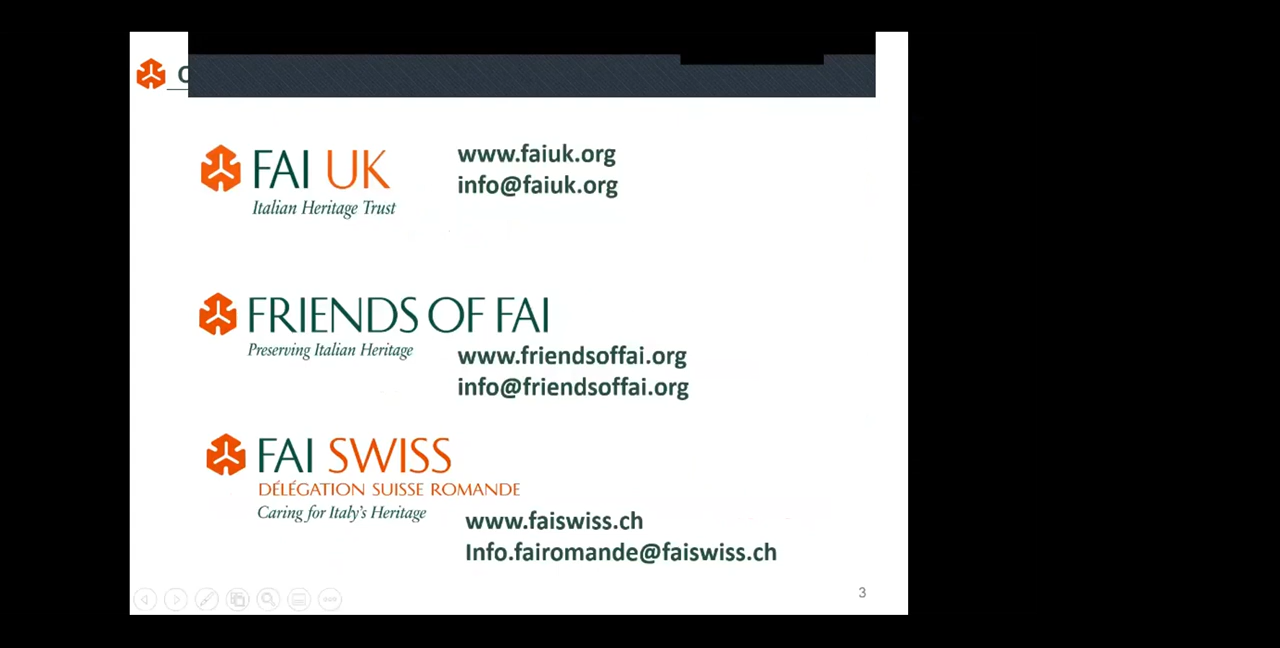 FAI UK
Italian Heritage Trust
www.faiuk.org
info@faiuk.org
FRIENDS OF FAI
Preserving Italian Heritage
www.friendsoffai.org
info@friendsoffai.org
FAI SWISS
DÉLÉGATION SUISSE ROMANDE
Caring for Italy's Heritage
www.faiswiss.ch
Info.fairomande@faiswiss.ch
3